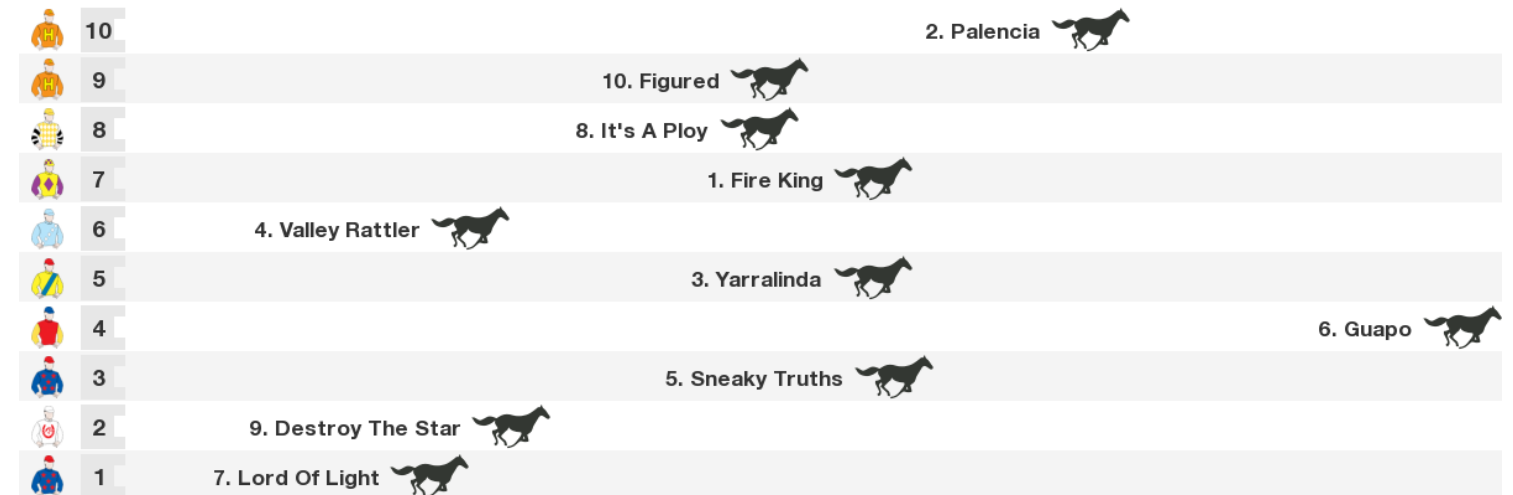 10 2. Palencia
9 10. Figured
8 8. It's A Ploy
7 1. Fire King
6 4. Valley Rattler
5 3. Yarralinda
4 6. Guapo
3 5. Sneaky Truths
2 9. Destroy The Star
1 7. Lord Of Light